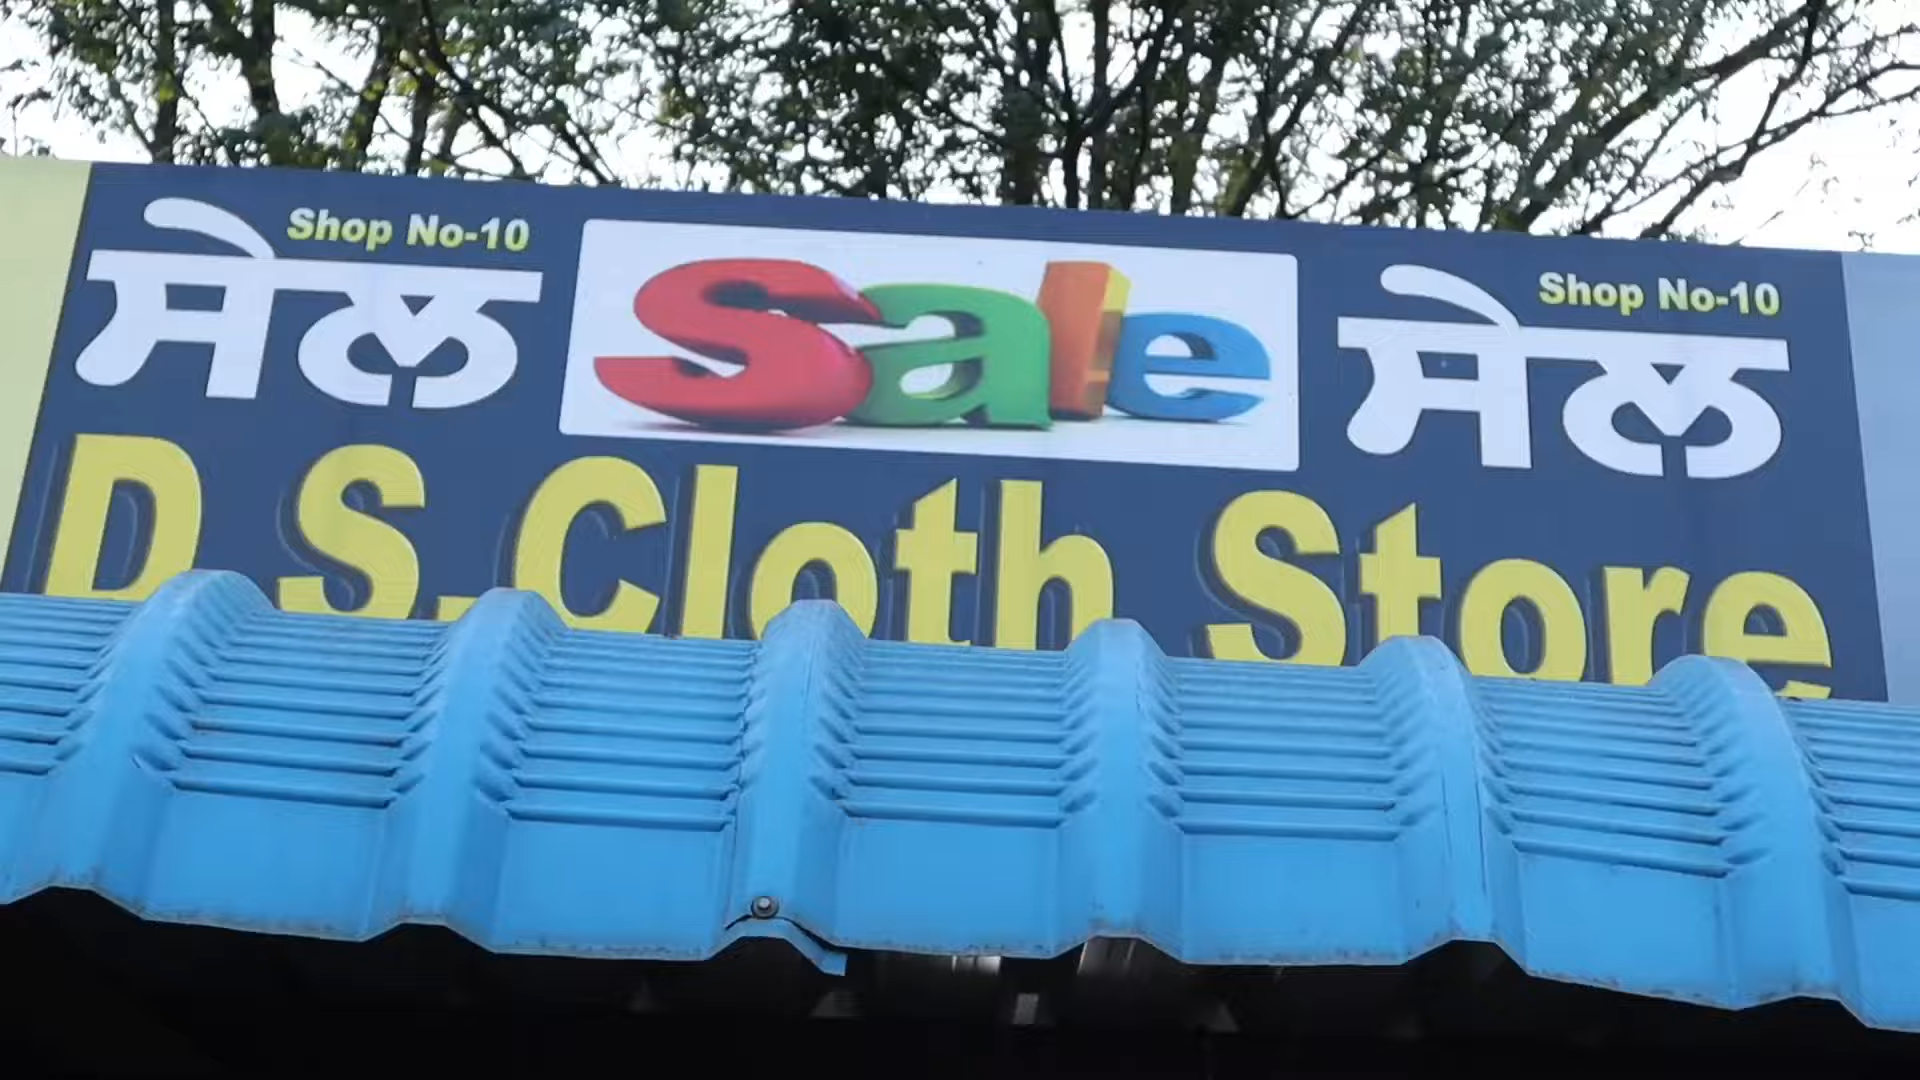 Shop No-10
ਸੇਲ
Sale
Shop No-10
ਸੇਲ
D.S.Cloth Store